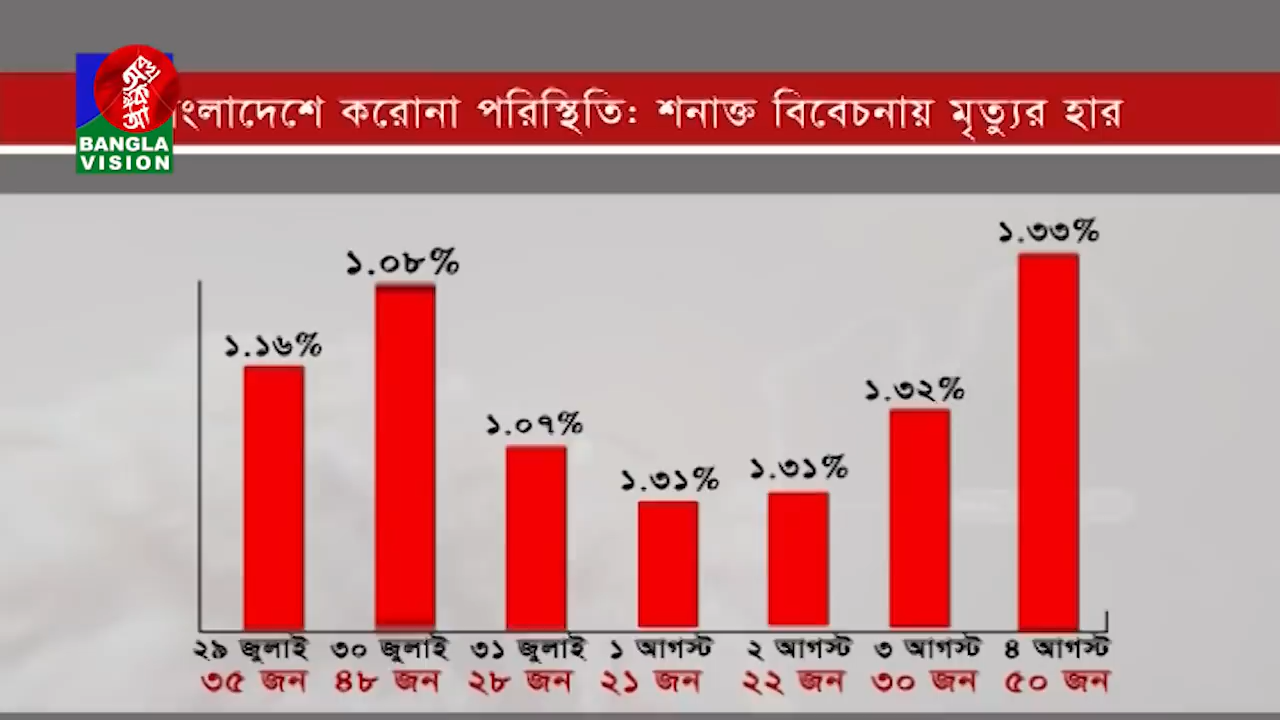 বাংলাদেশে করোনা পরিস্থিতি: শনাক্ত বিবেচনায় মৃত্যুর হার
BANGLA
VISION
১.১৬% ১.০৮% ১.০৭% ১.৩১% ১.৩১% ১.৩২% ১.৩৩%
২৯ জুলাই ৩০ জুলাই ৩১ জুলাই ১ আগস্ট ২ আগস্ট ৩ আগস্ট ৪ আগস্ট
৩৫ জন ৪৮ জন ২৮ জন ২১ জন ২২ জন ৩০ জন ৫০ জন